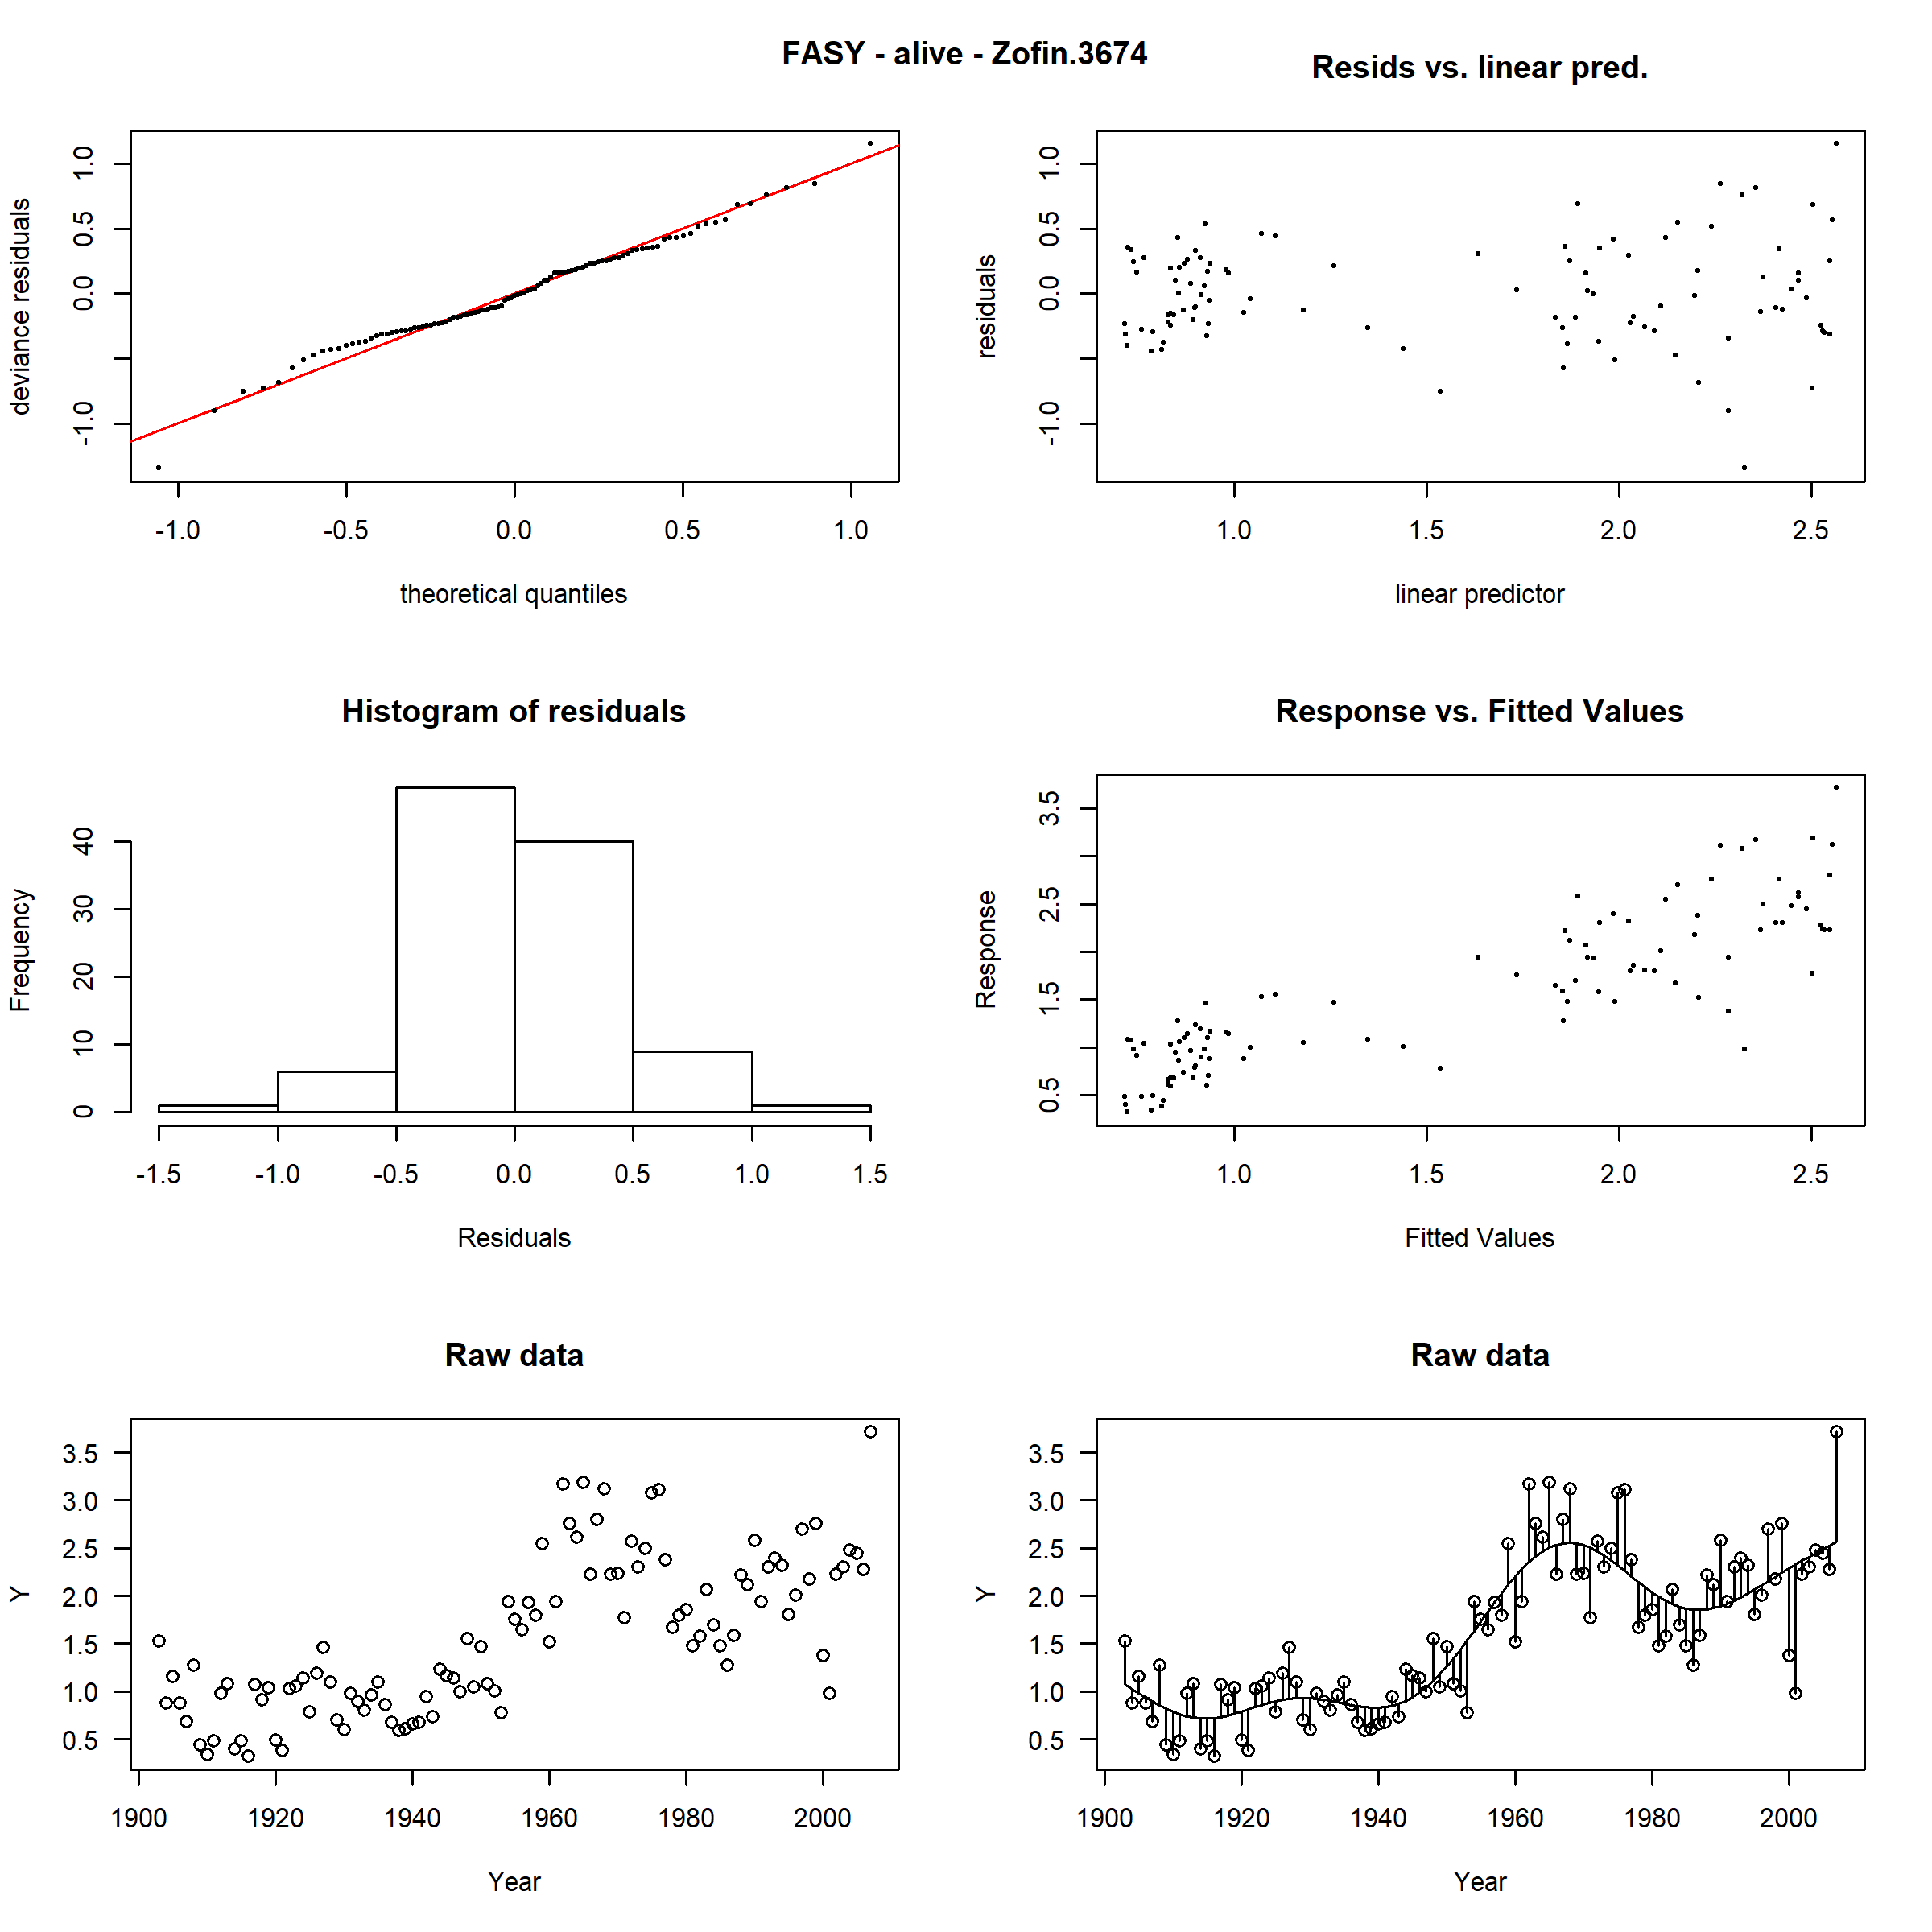 FASY - alive - Zofin.3674
Resids vs. linear pred.
deviance residuals
1.0
0.5
0.0
-1.0
-1.0 -0.5 0.0 0.5 1.0
theoretical quantiles
residuals
1.0
0.5
0.0
-1.0
1.0 1.5 2.0 2.5
linear predictor
Histogram of residuals
Frequency
40
30
20
10
0
-1.5 -1.0 -0.5 0.0 0.5 1.0 1.5
Residuals
Response vs. Fitted Values
Response
3.5
2.5
1.5
0.5
1.0 1.5 2.0 2.5
Fitted Values
Raw data
Y
3.5
3.0
2.5
2.0
1.5
1.0
0.5
1900 1920 1940 1960 1980 2000
Year
Raw data
Y
3.5
3.0
2.5
2.0
1.5
1.0
0.5
1900 1920 1940 1960 1980 2000
Year